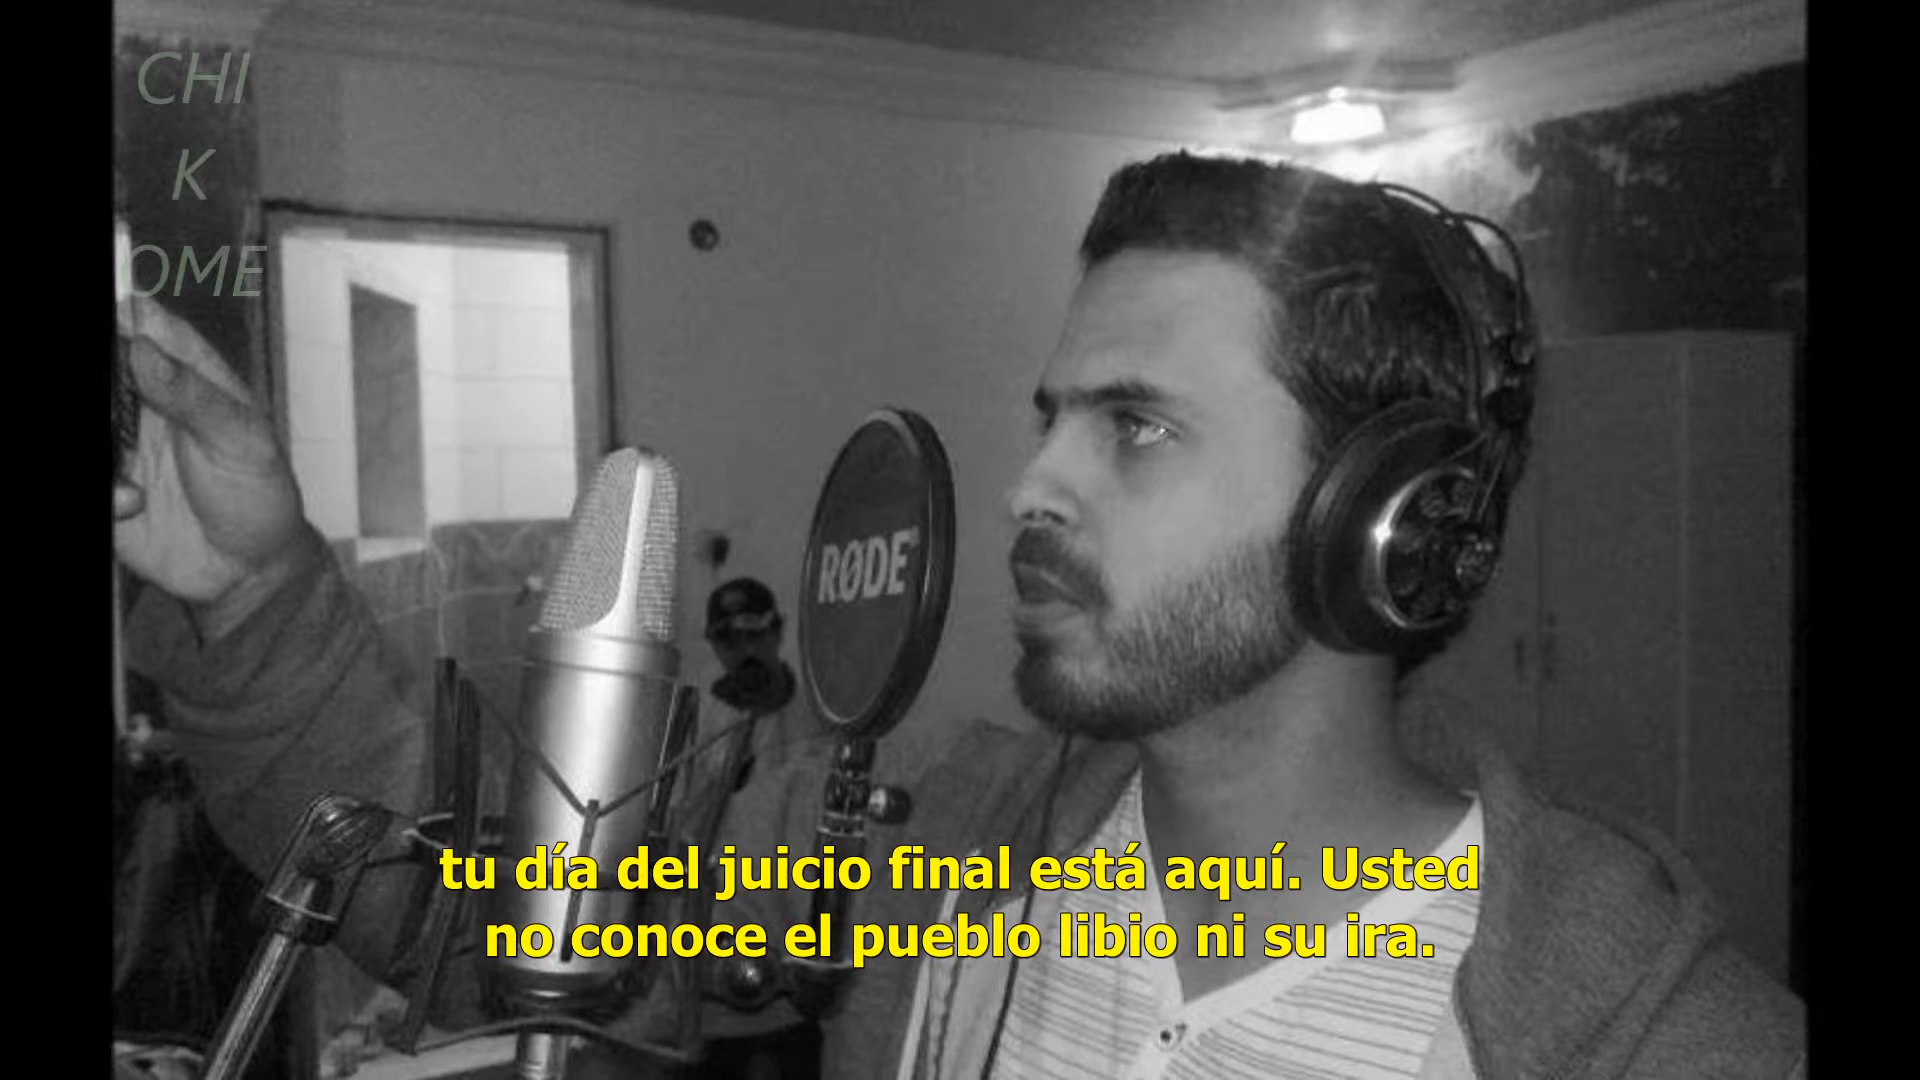 CHI
K
OME
RØDE
tu día del juicio final está aquí. Usted
no conoce el pueblo libio ni su ira.